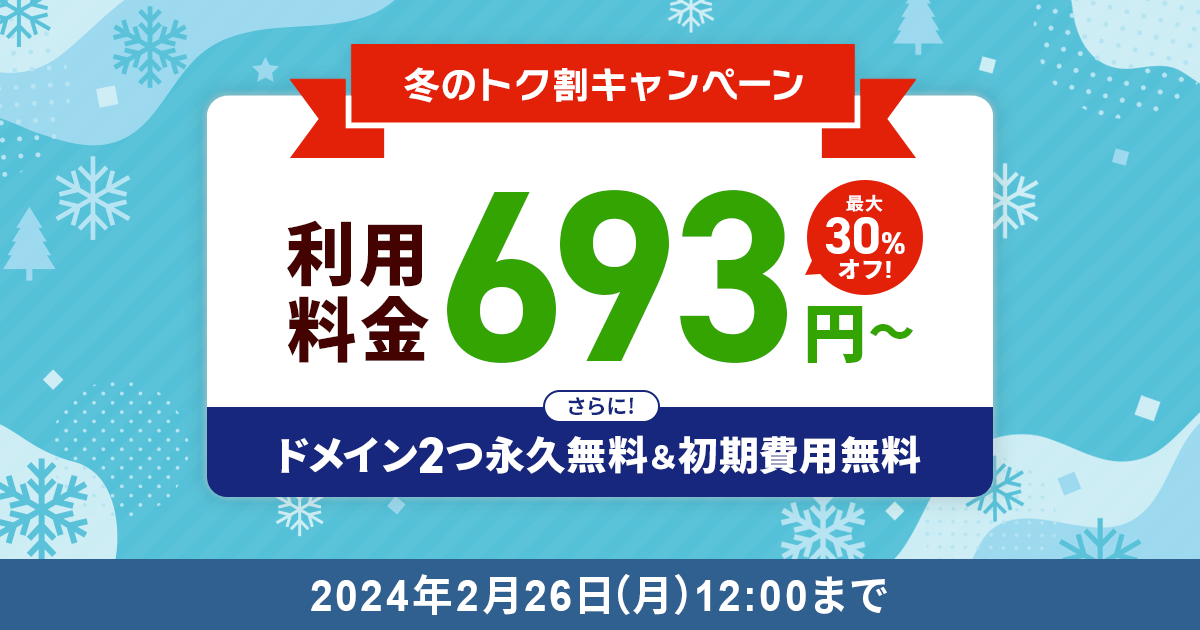 冬のトク割キャンペーン
利用
料金
693
円~
最大
30%
オフ!
さらに!
ドメイン2つ永久無料&初期費用無料
2024年2月26日(月)12:00まで